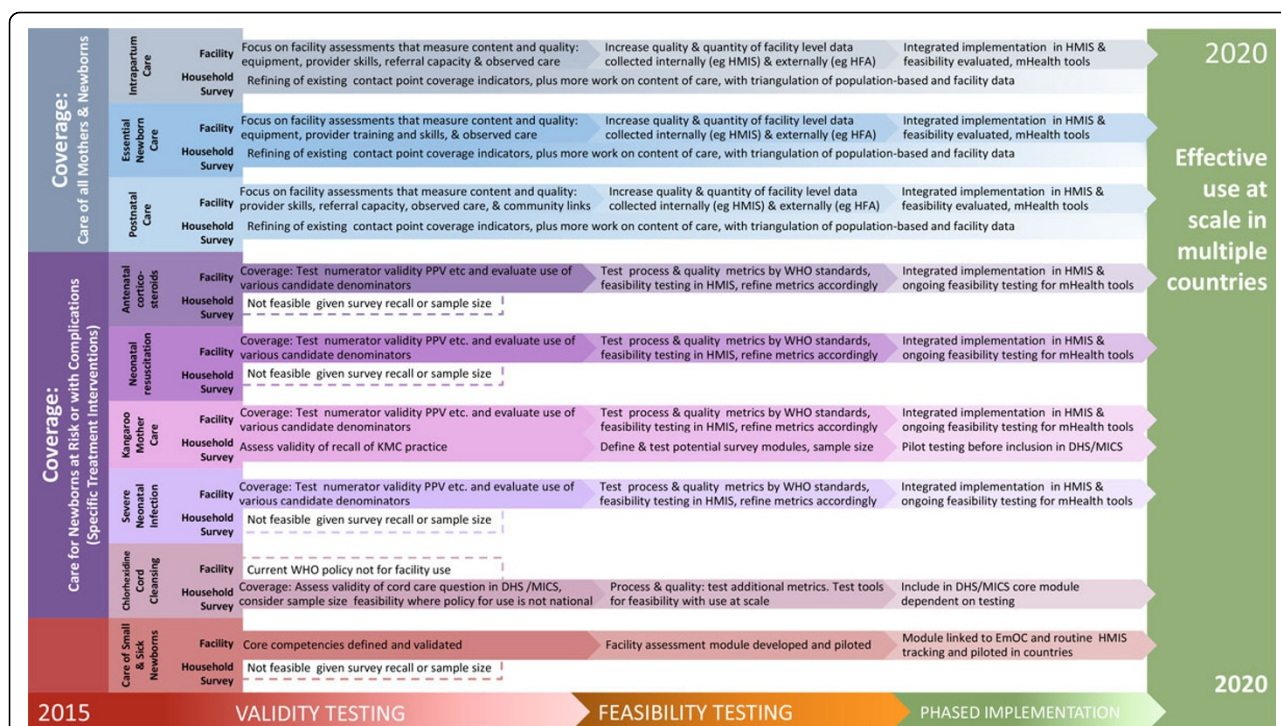 Coverage:
Care of all Mothers & Newborns
Intrapartum
Care
Facility
Focus on facility assessments that measure content and quality:
equipment, provider skills, referral capacity & observed care
Increase quality & quantity of facility level data
collected internally (eg HMIS) & externally (eg HFA)
Integrated implementation in HMIS &
feasibility evaluated, mHealth tools
Household
Survey
Refining of existing contact point coverage indicators, plus more work on content of care, with triangulation of population-based and facility data
Essential
Newborn
Care
Facility
Focus on facility assessments that measure content and quality:
equipment, provider training and skills, & observed care
Increase quality & quantity of facility level data
collected internally (eg HMIS) & externally (eg HFA)
Integrated implementation in HMIS &
feasibility evaluated, mHealth tools
Household
Survey
Refining of existing contact point coverage indicators, plus more work on content of care, with triangulation of population-based and facility data
Postnatal
Care
Facility
Focus on facility assessments that measure content and quality:
provider skills, referral capacity, observed care, & community links
Increase quality & quantity of facility level data
collected internally (eg HMIS) & externally (eg HFA)
Integrated implementation in HMIS &
feasibility evaluated, mHealth tools
Household
Survey
Refining of existing contact point coverage indicators, plus more work on content of care, with triangulation of population-based and facility data
Coverage:
Care for Newborns at Risk or with Complications
(Specific Treatment Interventions)
Antenatal
cortico-
steroids
Facility
Coverage: Test numerator validity PPV etc and evaluate use of
various candidate denominators
Test process & quality metrics by WHO standards,
feasibility testing in HMIS, refine metrics accordingly
Integrated implementation in HMIS &
ongoing feasibility testing for mHealth tools
Household
Survey
Not feasible given survey recall or sample size
Neonatal
resuscitation
Facility
Coverage: Test numerator validity PPV etc. and evaluate use of
various candidate denominators
Test process & quality metrics by WHO standards,
feasibility testing in HMIS, refine metrics accordingly
Integrated implementation in HMIS &
ongoing feasibility testing for mHealth tools
Household
Survey
Not feasible given survey recall or sample size
Kangaroo
Mother
Care
Facility
Coverage: Test numerator validity PPV etc. and evaluate use of
various candidate denominators
Test process & quality metrics by WHO standards,
feasibility testing in HMIS, refine metrics accordingly
Integrated implementation in HMIS &
ongoing feasibility testing for mHealth tools
Household
Survey
Assess validity of recall of KMC practice
Define & test potential survey modules, sample size
Pilot testing before inclusion in DHS/MICS
Severe
Neonatal
Infection
Facility
Coverage: Test numerator validity PPV etc. and evaluate use of
various candidate denominators
Test process & quality metrics by WHO standards,
feasibility testing in HMIS, refine metrics accordingly
Integrated implementation in HMIS &
ongoing feasibility testing for mHealth tools
Household
Survey
Not feasible given survey recall or sample size
Chlorhexidine
Cord
Cleansing
Facility
Current WHO policy not for facility use
Household
Survey
Coverage: Assess validity of cord care question in DHS /MICS,
consider sample size feasibility where policy for use is not national
Process & quality: test additional metrics. Test tools
for feasibility with use at scale
Include in DHS/MICS core module
dependent on testing
Care of Small
& Sick
Newborns
Facility
Core competencies defined and validated
Facility assessment module developed and piloted
Module linked to EmOC and routine HMIS
tracking and piloted in countries
Household
Survey
Not feasible given survey recall or sample size
2015
VALIDITY TESTING
FEASIBILITY TESTING
PHASED IMPLEMENTATION
2020
Effective
use at
scale in
multiple
countries
2020